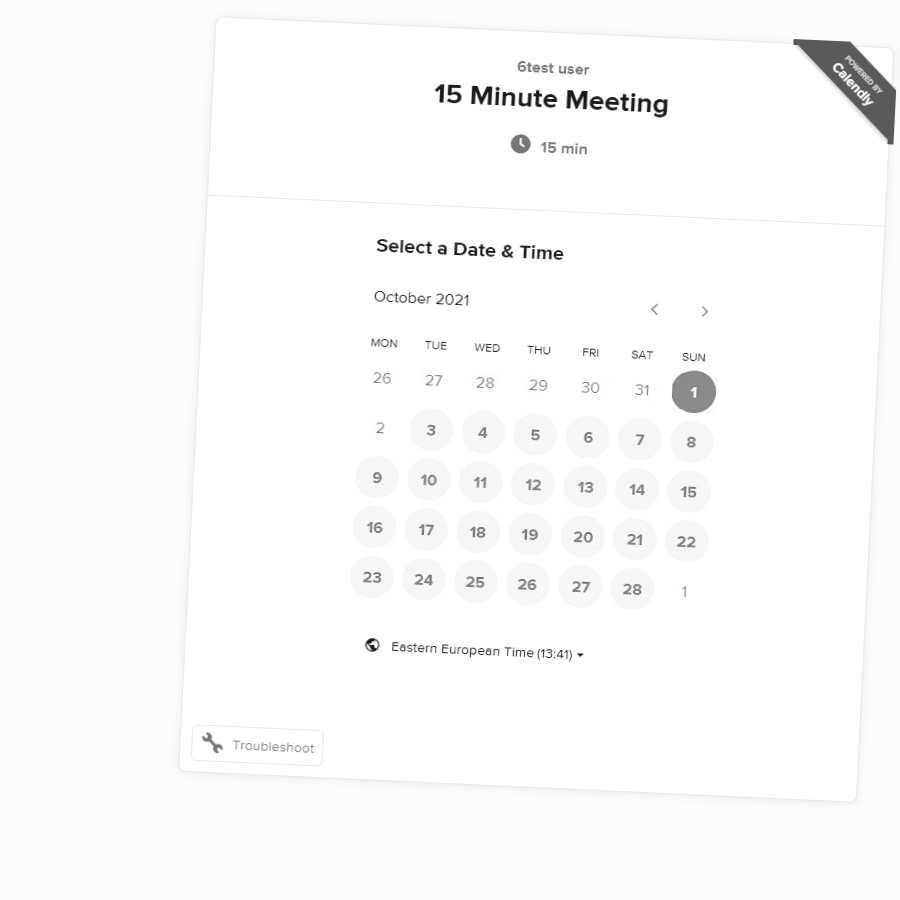 6test user
15 Minute Meeting
15 min
POWERED BY
Calendly
Select a Date & Time
October 2021
MON TUE WED THU FRI SAT SUN
26 27 28 29 30 31 1
2 3 4 5 6 7 8
9 10 11 12 13 14 15
16 17 18 19 20 21 22
23 24 25 26 27 28 1
Eastern European Time (13:41)
Troubleshoot